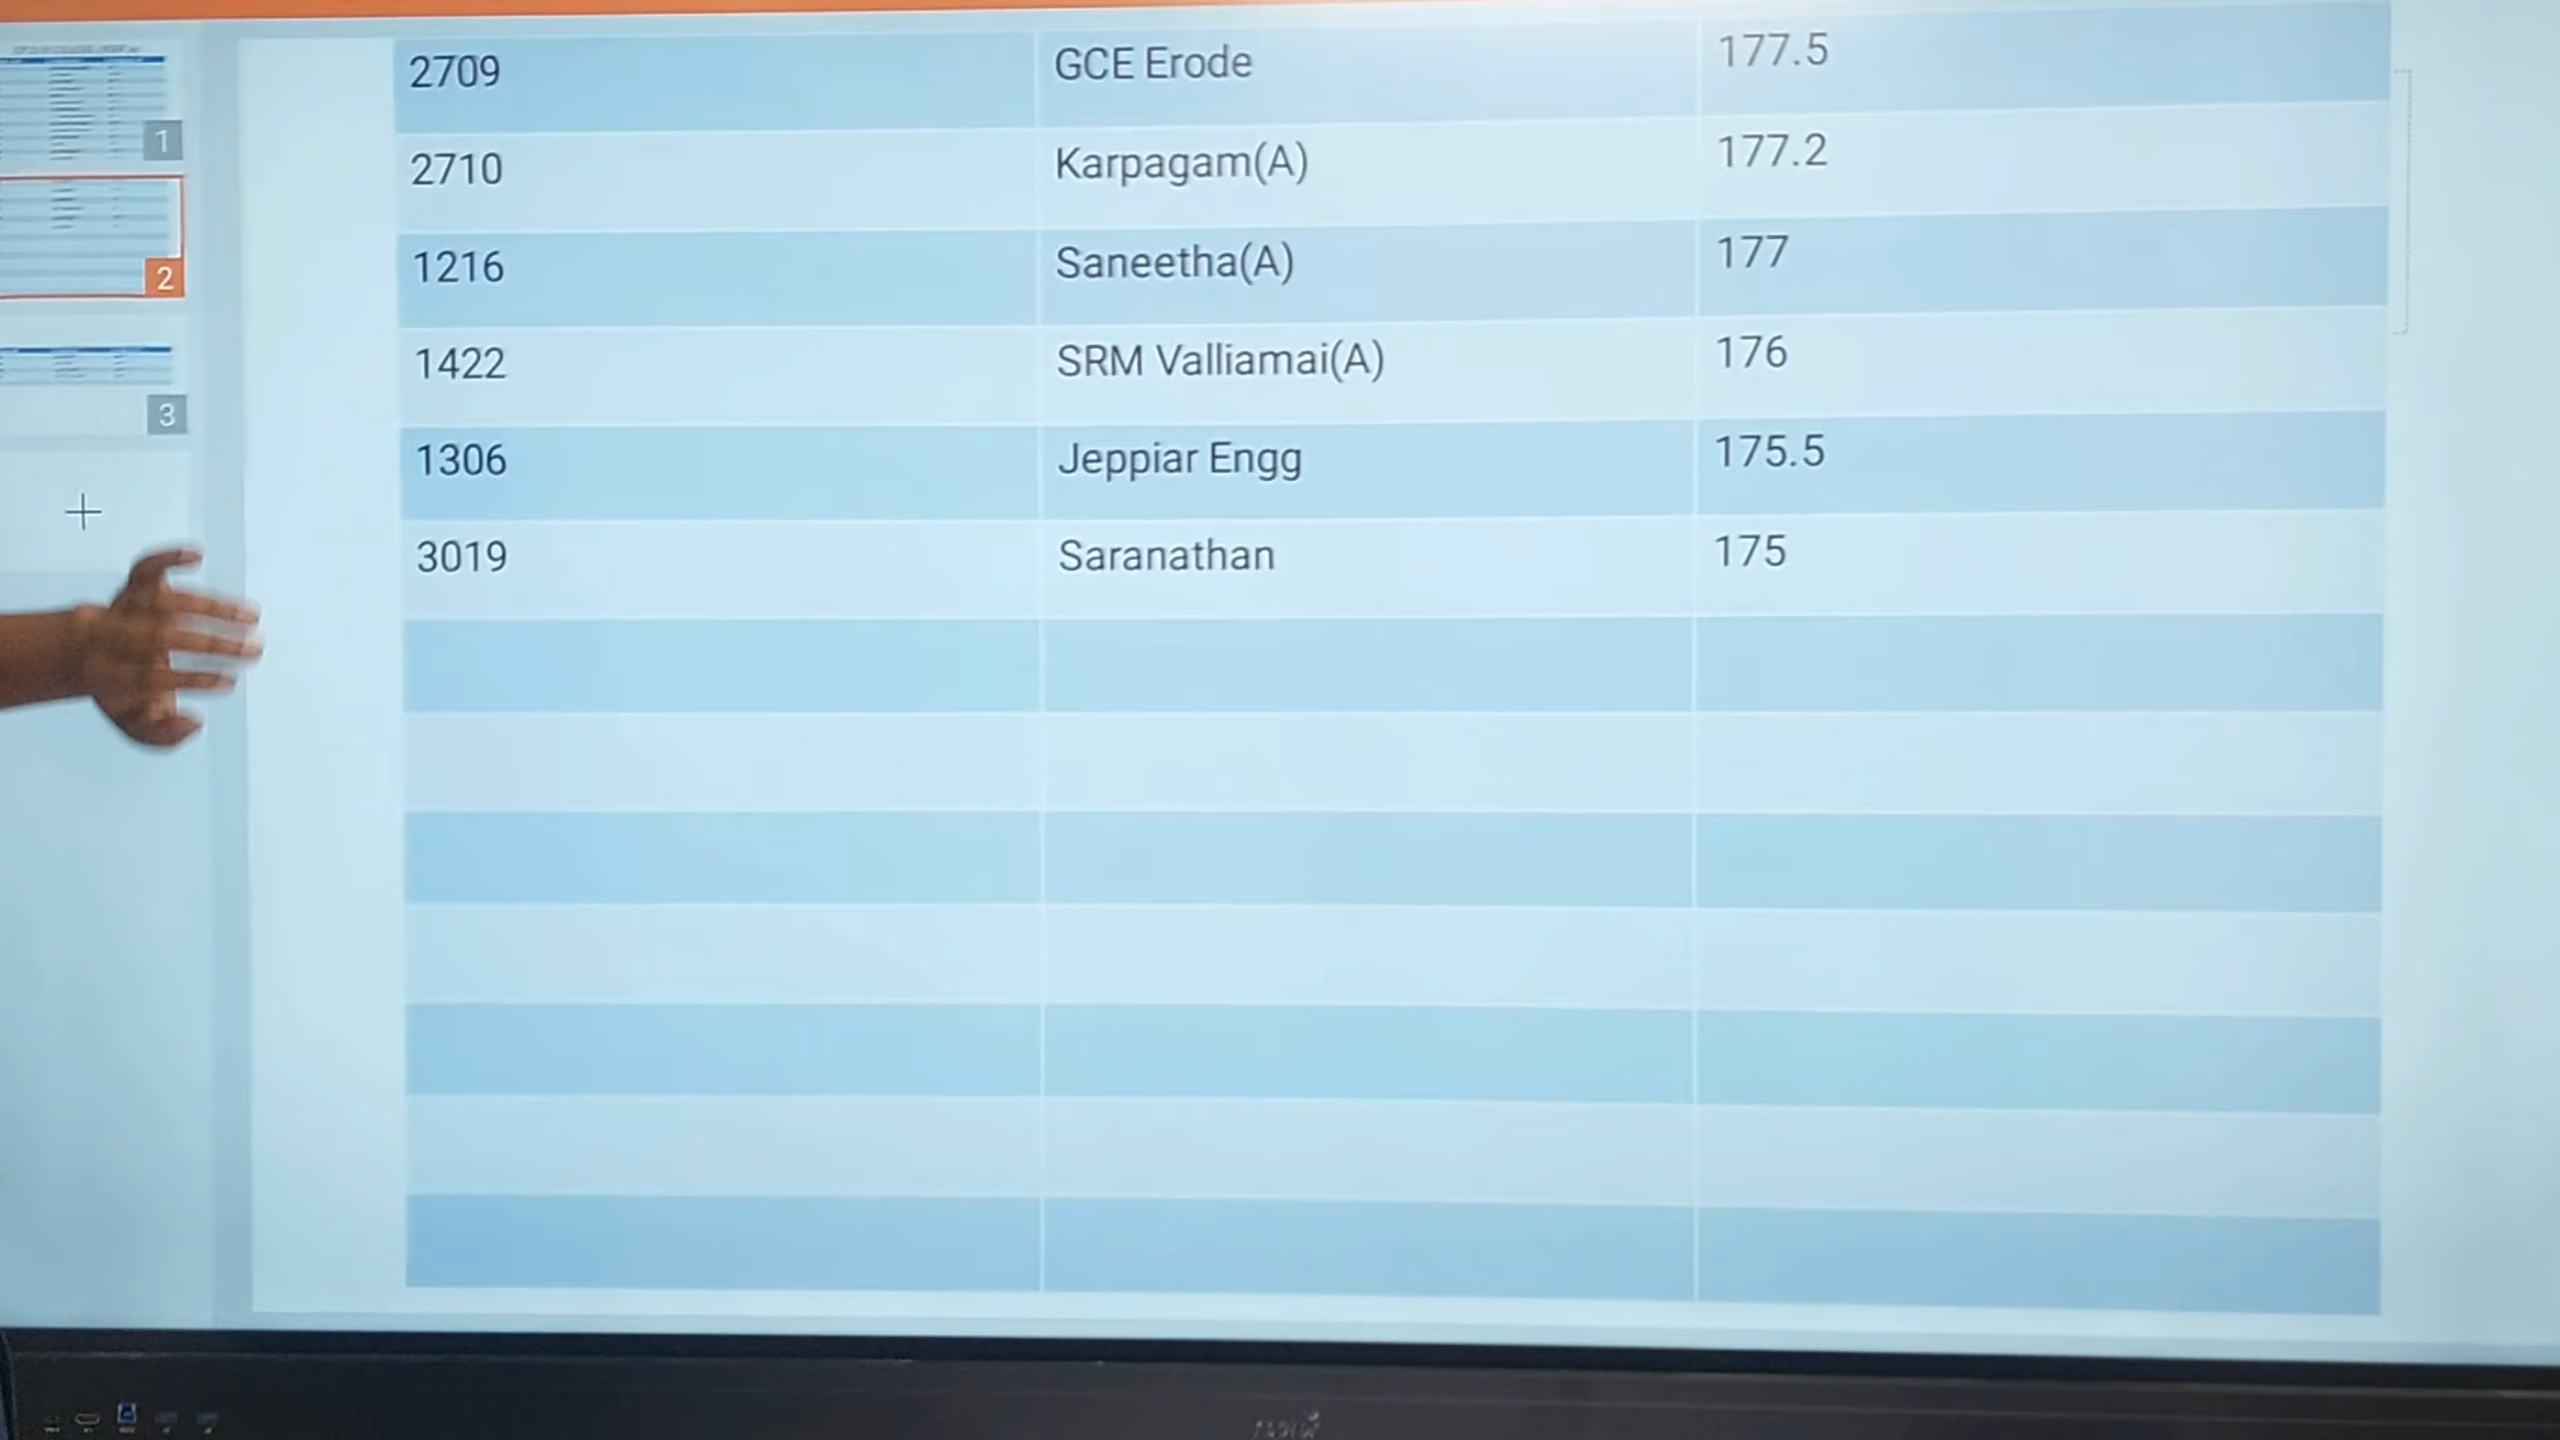 2709 GCE Erode 177.5
2710 Karpagam(A) 177.2
1216 Saneetha(A) 177
1422 SRM Valliamai(A) 176
1306 Jeppiar Engg 175.5
3019 Saranathan 175
1
2
3